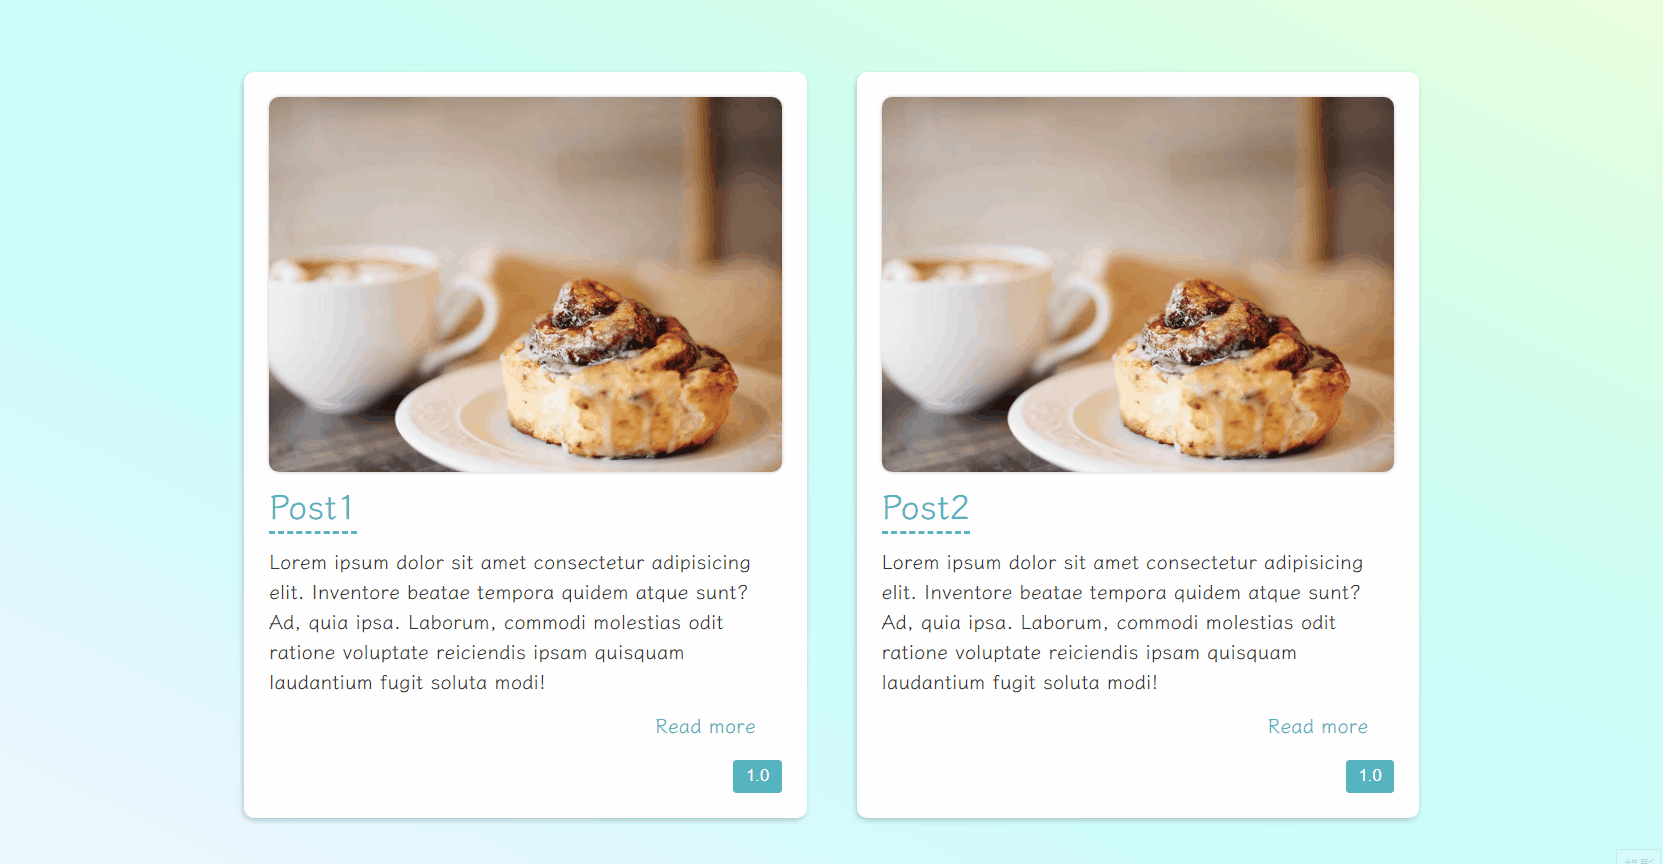 Post1
Lorem ipsum dolor sit amet consectetur adipisicing
elit. Inventore beatae tempora quidem atque sunt?
Ad, quia ipsa. Laborum, commodi molestias odit
ratione voluptate reiciendis ipsam quisquam
laudantium fugit soluta modi!
Read more
1.0
Post2
Lorem ipsum dolor sit amet consectetur adipisicing
elit. Inventore beatae tempora quidem atque sunt?
Ad, quia ipsa. Laborum, commodi molestias odit
ratione voluptate reiciendis ipsam quisquam
laudantium fugit soluta modi!
Read more
1.0